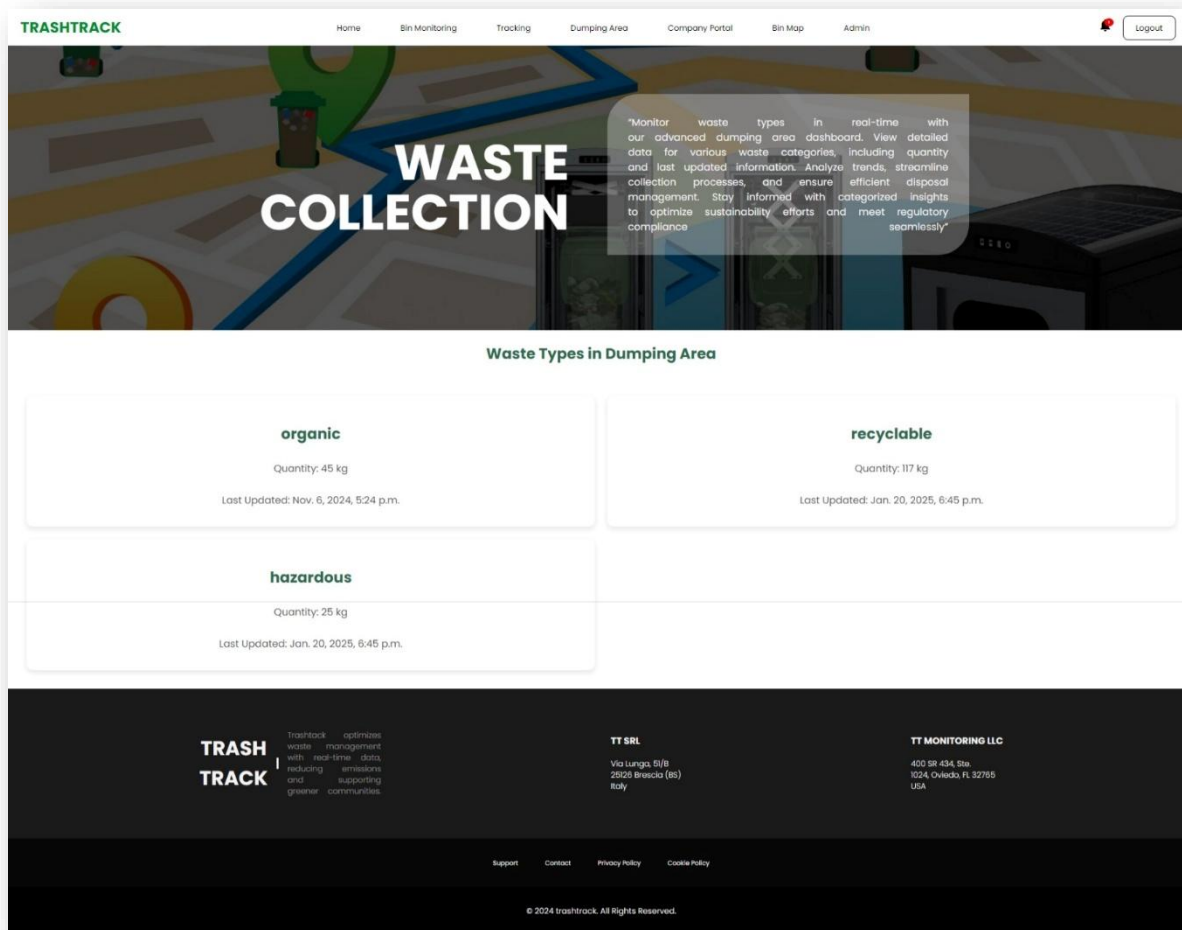 TRASHTRACK
Home
Bin Monitoring
Tracking
Dumping Area
Company Portal
Bin Map
Admin
Logout
WASTE
COLLECTION
“Monitor waste types in real-time with
our advanced dumping area dashboard. View detailed
data for various waste categories, including quantity
and last updated information. Analyze trends, streamline
collection processes, and ensure efficient disposal
management. Stay informed with categorized insights
to optimize sustainability efforts and meet regulatory
compliance seamlessly”
Waste Types in Dumping Area
organic
Quantity: 45 kg
Last Updated: Nov. 6, 2024, 5:24 p.m.
recyclable
Quantity: 117 kg
Last Updated: Jan. 20, 2025, 6:45 p.m.
hazardous
Quantity: 25 kg
Last Updated: Jan. 20, 2025, 6:45 p.m.
TRASH
TRACK
Trashtack optimizes
waste management
with real-time data,
reducing emissions
and supporting
greener communities.
TT SRL
Via Lunga, 51/B
25126 Brescia (BS)
Italy
TT MONITORING LLC
400 SR 434, Ste.
1024, Oviedo, FL 32765
USA
Support
Contact
Privacy Policy
Cookie Policy
© 2024 trashtrack. All Rights Reserved.